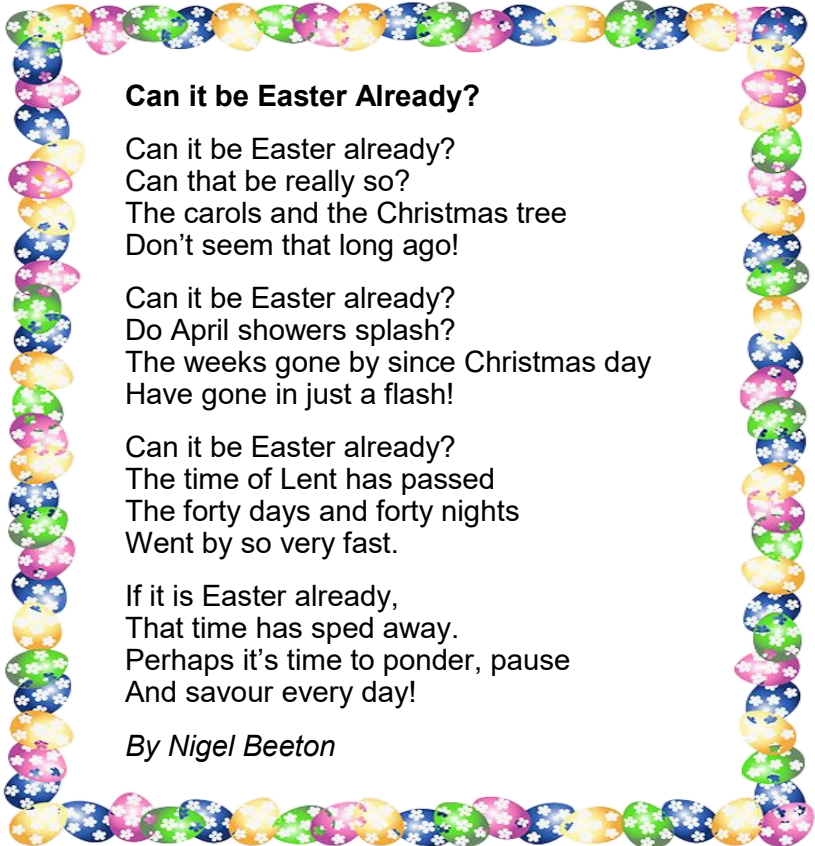 Can it be Easter Already?
Can it be Easter already?
Can that be really so?
The carols and the Christmas tree
Don’t seem that long ago!
Can it be Easter already?
Do April showers splash?
The weeks gone by since Christmas day
Have gone in just a flash!
Can it be Easter already?
The time of Lent has passed
The forty days and forty nights
Went by so very fast.
If it is Easter already,
That time has sped away.
Perhaps it’s time to ponder, pause
And savour every day!
By Nigel Beeton